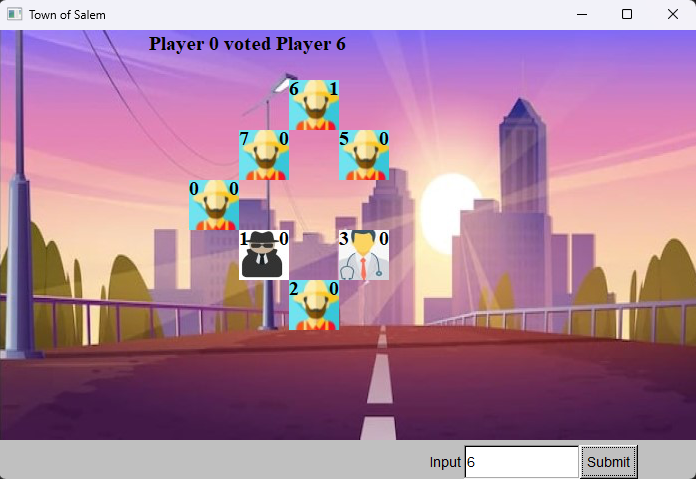 Town of Salem
Player 0 voted Player 6
6 1
7 0 5 0
0 0
1 0 3 0
2 0
Input 6 Submit